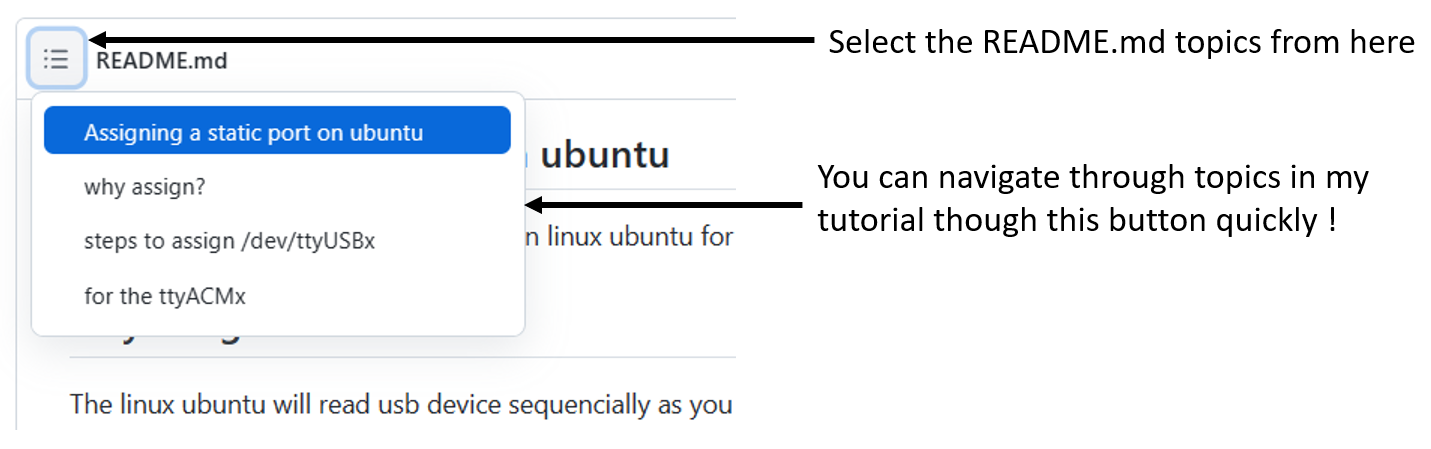 README.md
Select the README.md topics from here
Assigning a static port on ubuntu
ubuntu
why assign?
You can navigate through topics in my
tutorial though this button quickly !
steps to assign /dev/ttyUSBx
n linux ubuntu for
for the ttyACMx
The linux ubuntu will read usb device sequencially as you